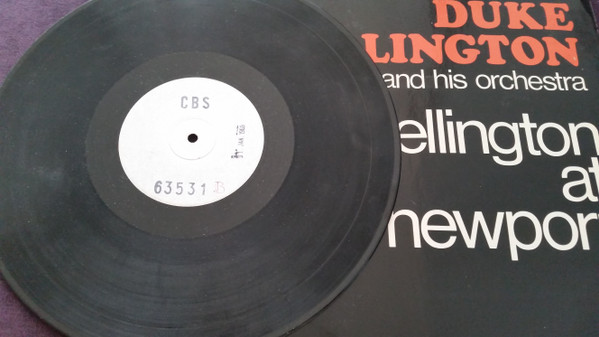 CBS
63531
DUKE
LINGTON
and his orchestra
ellington
at
newpor